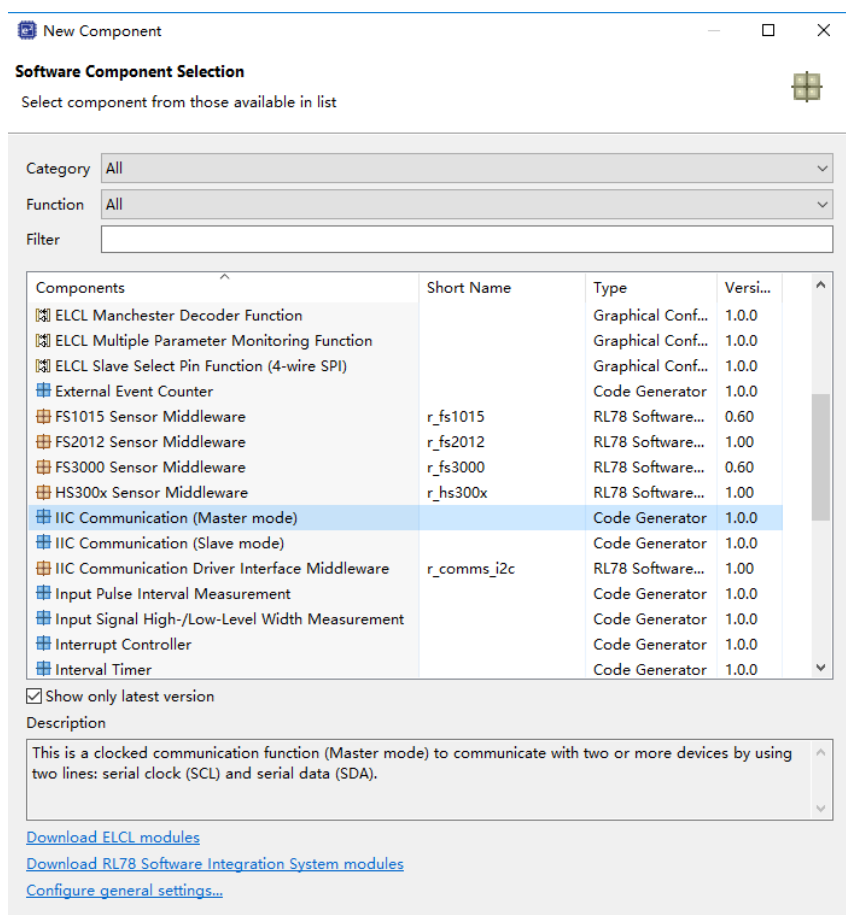 New Component
Software Component Selection
Select component from those available in list
Category All
Function All
Filter
Components Short Name Type Versi...
ELCL Manchester Decoder Function Graphical Conf... 1.0.0
ELCL Multiple Parameter Monitoring Function Graphical Conf... 1.0.0
ELCL Slave Select Pin Function (4-wire SPI) Graphical Conf... 1.0.0
External Event Counter Code Generator 1.0.0
FS1015 Sensor Middleware r_fs1015 RL78 Software... 0.60
FS2012 Sensor Middleware r_fs2012 RL78 Software... 1.00
FS3000 Sensor Middleware r_fs3000 RL78 Software... 0.60
HS300x Sensor Middleware r_hs300x RL78 Software... 1.00
IIC Communication (Master mode) Code Generator 1.0.0
IIC Communication (Slave mode) Code Generator 1.0.0
IIC Communication Driver Interface Middleware r_comms_i2c RL78 Software... 1.00
Input Pulse Interval Measurement Code Generator 1.0.0
Input Signal High-/Low-Level Width Measurement Code Generator 1.0.0
Interrupt Controller Code Generator 1.0.0
Interval Timer Code Generator 1.0.0
Show only latest version
Description
This is a clocked communication function (Master mode) to communicate with two or more devices by using
two lines: serial clock (SCL) and serial data (SDA).
Download ELCL modules
Download RL78 Software Integration System modules
Configure general settings...